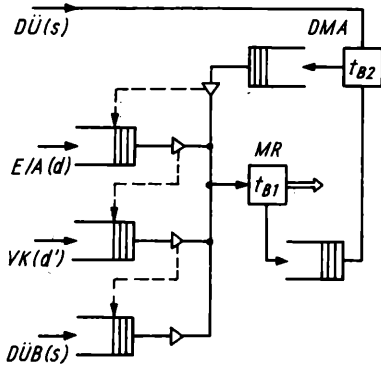 DÜ(s)
DMA
t_B2
E/A(d)
MR
t_B1
VK(d')
DÜB(s)